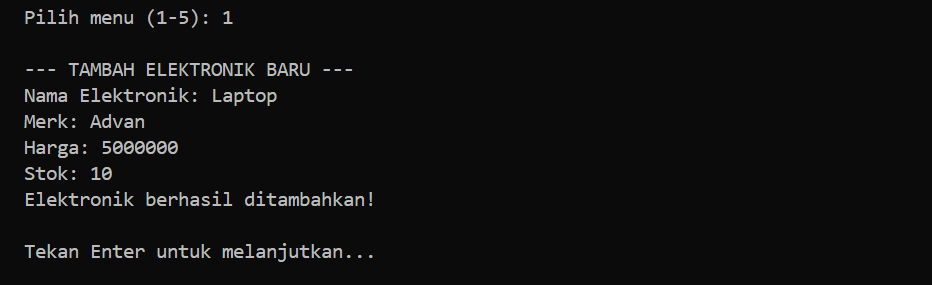 Pilih menu (1-5): 1
--- TAMBAH ELEKTRONIK BARU ---
Nama Elektronik: Laptop
Merk: Advan
Harga: 5000000
Stok: 10
Elektronik berhasil ditambahkan!
Tekan Enter untuk melanjutkan...